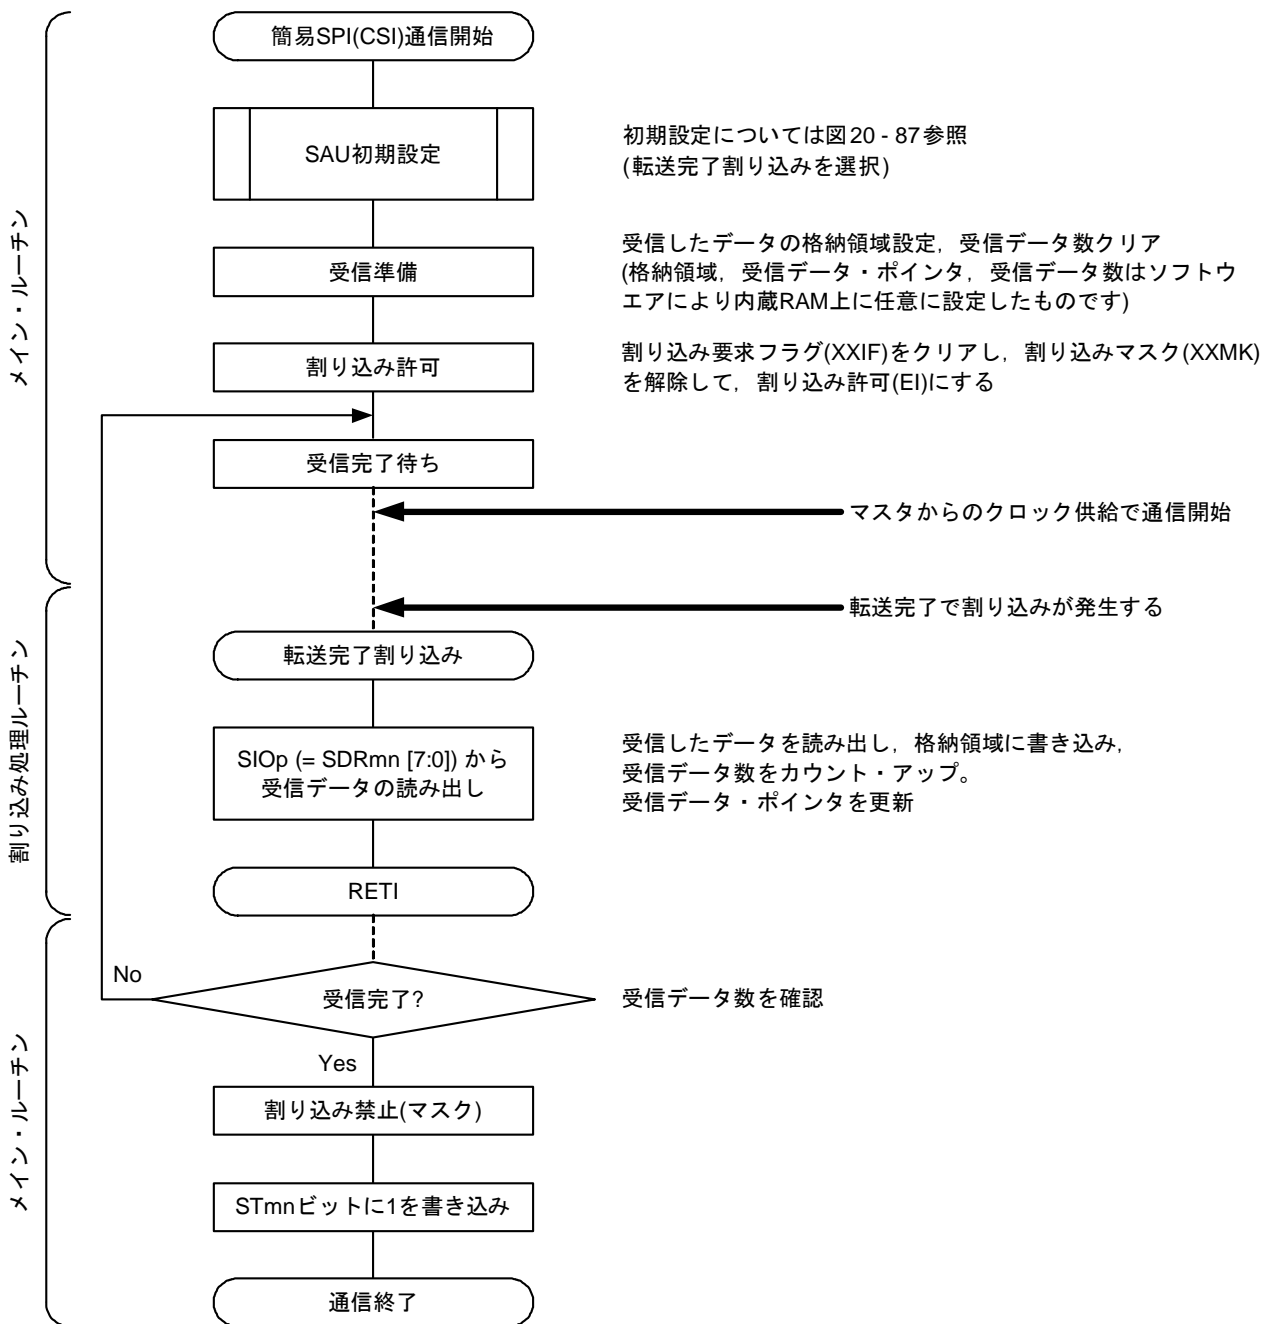 簡易SPI(CSI)通信開始
SAU初期設定
初期設定については図20 - 87参照
(転送完了割り込みを選択)
メイン・ルーチン
受信準備
受信したデータの格納領域設定，受信データ数クリア
(格納領域，受信データ・ポインタ，受信データ数はソフトウ
エアにより内蔵RAM上に任意に設定したものです)
割り込み許可
割り込み要求フラグ(XXIF)をクリアし，割り込みマスク(XXMK)
を解除して，割り込み許可(EI)にする
受信完了待ち
マスタからのクロック供給で通信開始
転送完了で割り込みが発生する
割り込み処理ルーチン
転送完了割り込み
SIOp (= SDRmn [7:0]) から
受信データの読み出し
受信したデータを読み出し，格納領域に書き込み，
受信データ数をカウント・アップ。
受信データ・ポインタを更新
RETI
メイン・ルーチン
No
受信完了?
受信データ数を確認
Yes
割り込み禁止(マスク)
STmnビットに1を書き込み
通信終了